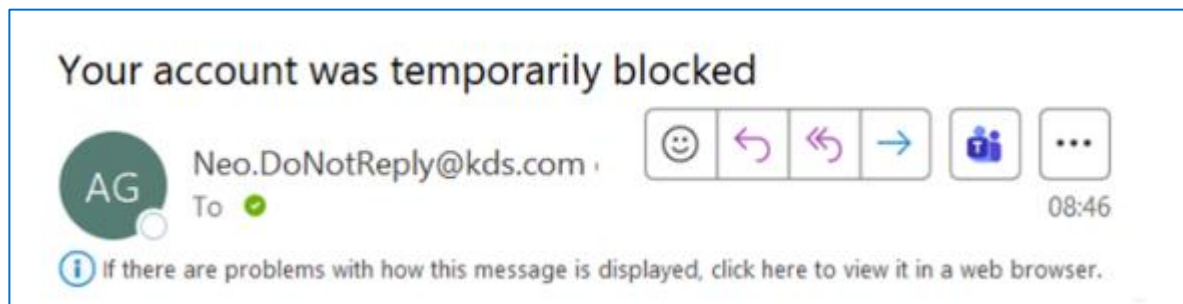 Your account was temporarily blocked
AG
Neo.DoNotReply@kds.com
To
08:46
If there are problems with how this message is displayed, click here to view it in a web browser.